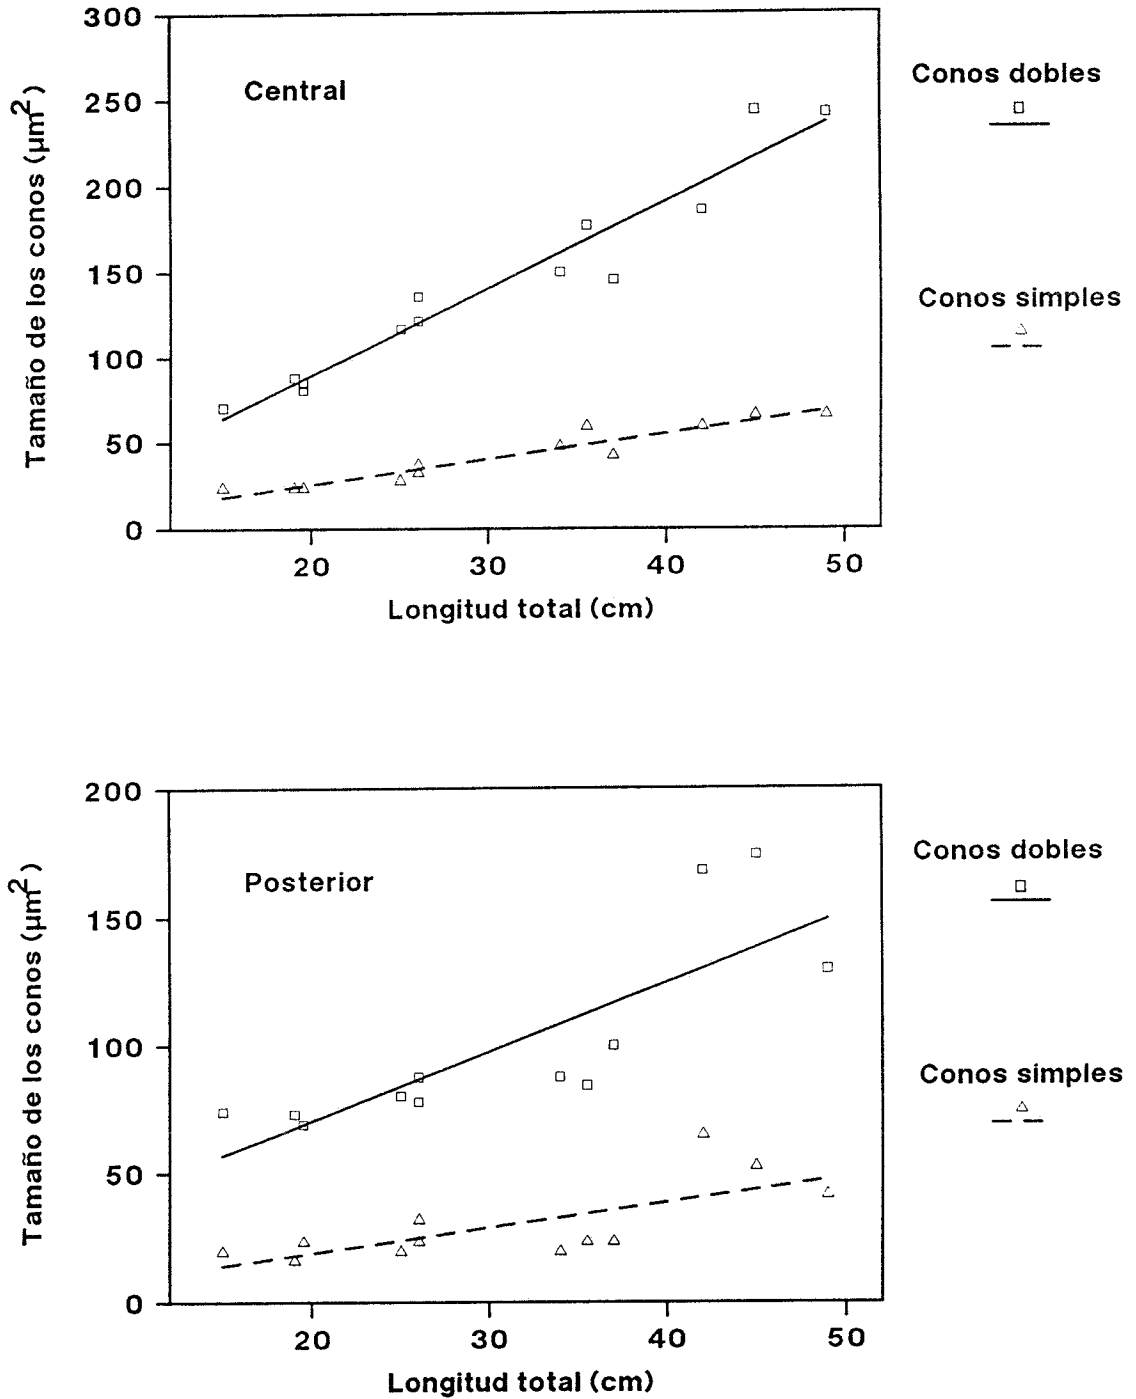 Tamaño de los conos (µm²)
300
250
200
150
100
50
0
Central
20 30 40 50
Longitud total (cm)
Conos dobles
Conos simples
Tamaño de los conos (µm²)
200
150
100
50
0
Posterior
20 30 40 50
Longitud total (cm)
Conos dobles
Conos simples